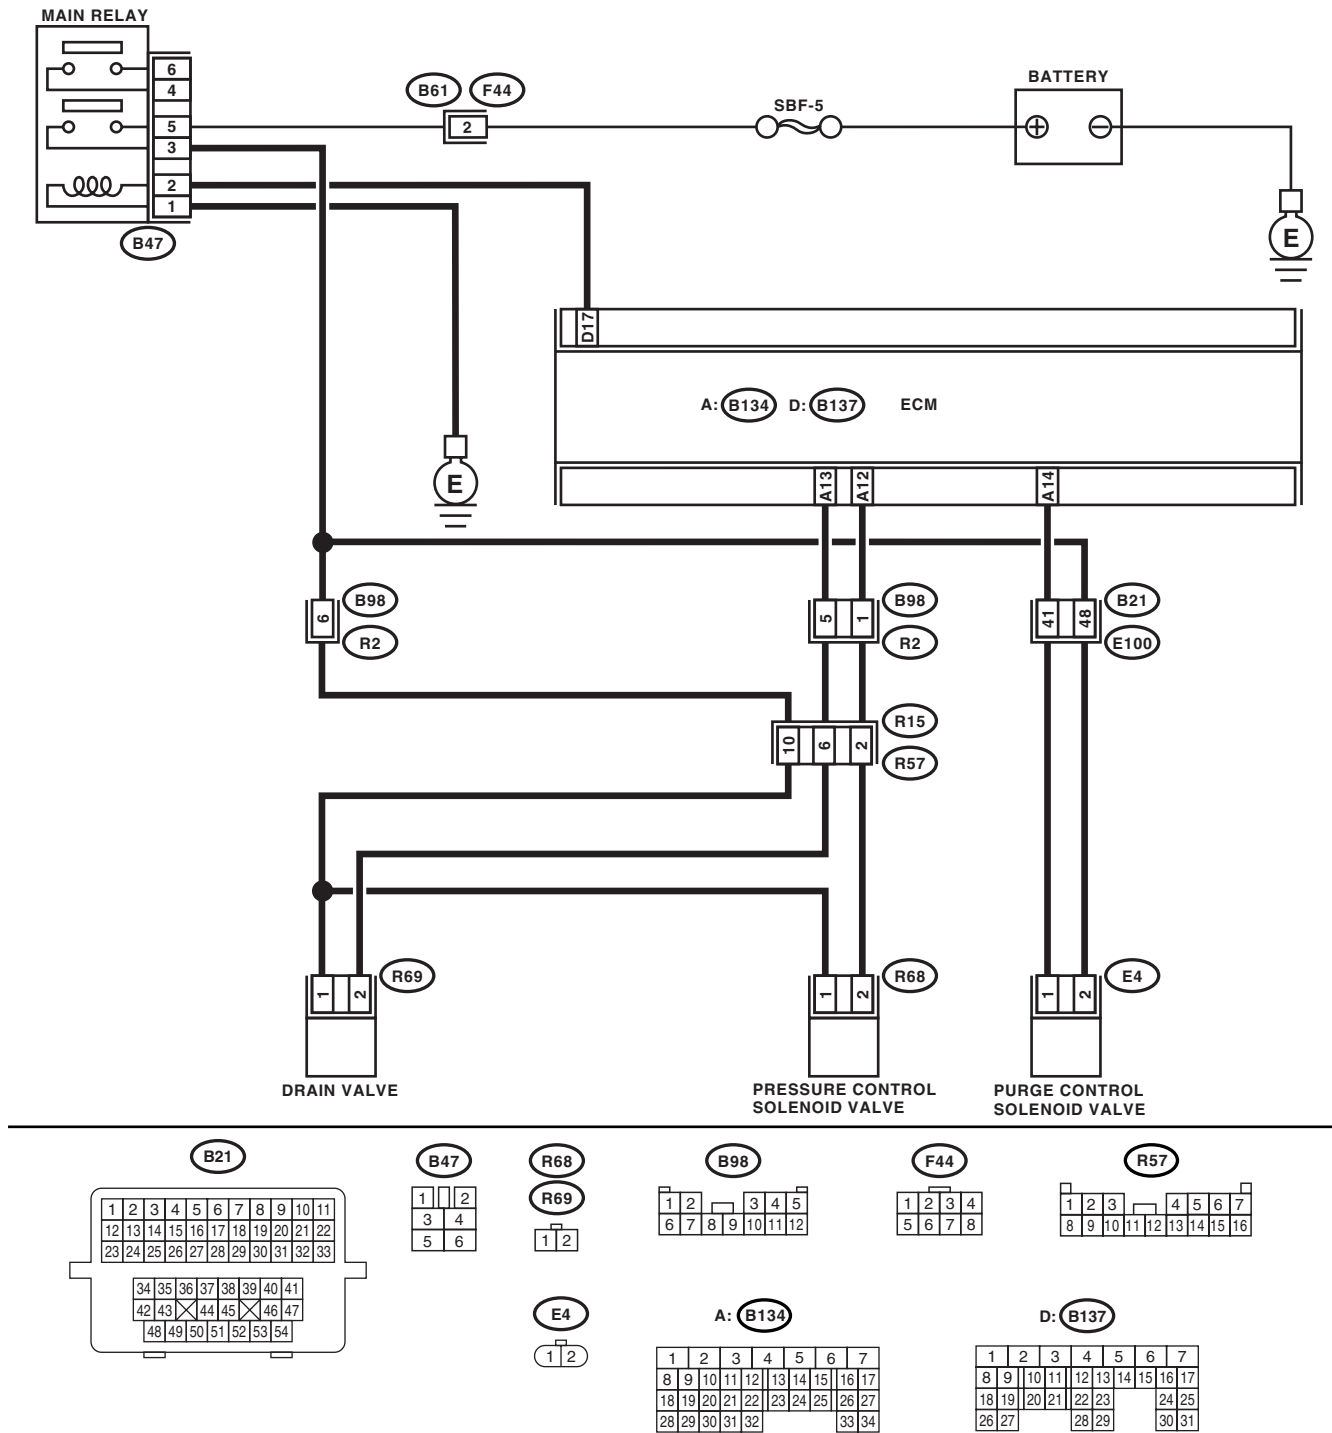 MAIN RELAY
6
4
5
3
2
1
B47
B61 F44
2
SBF-5
BATTERY
E
D17
A: B134 D: B137 ECM
A13 A12 A14
E
6
B98
R2
5 1
B98
R2
41 48
B21
E100
10 6 2
R15
R57
1 2
R69
1 2
R68
1 2
E4
DRAIN VALVE
PRESSURE CONTROL
SOLENOID VALVE
PURGE CONTROL
SOLENOID VALVE
B21
1 2 3 4 5 6 7 8 9 10 11
12 13 14 15 16 17 18 19 20 21 22
23 24 25 26 27 28 29 30 31 32 33
34 35 36 37 38 39 40 41
42 43 44 45 46 47
48 49 50 51 52 53 54
B47
1 2
3 4
5 6
R68
R69
1 2
B98
1 2 3 4 5
6 7 8 9 10 11 12
F44
1 2 3 4
5 6 7 8
R57
1 2 3 4 5 6 7
8 9 10 11 12 13 14 15 16
E4
1 2
A: B134
1 2 3 4 5 6 7
8 9 10 11 12 13 14 15 16 17
18 19 20 21 22 23 24 25 26 27
28 29 30 31 32 33 34
D: B137
1 2 3 4 5 6 7
8 9 10 11 12 13 14 15 16 17
18 19 20 21 22 23 24 25
26 27 28 29 30 31